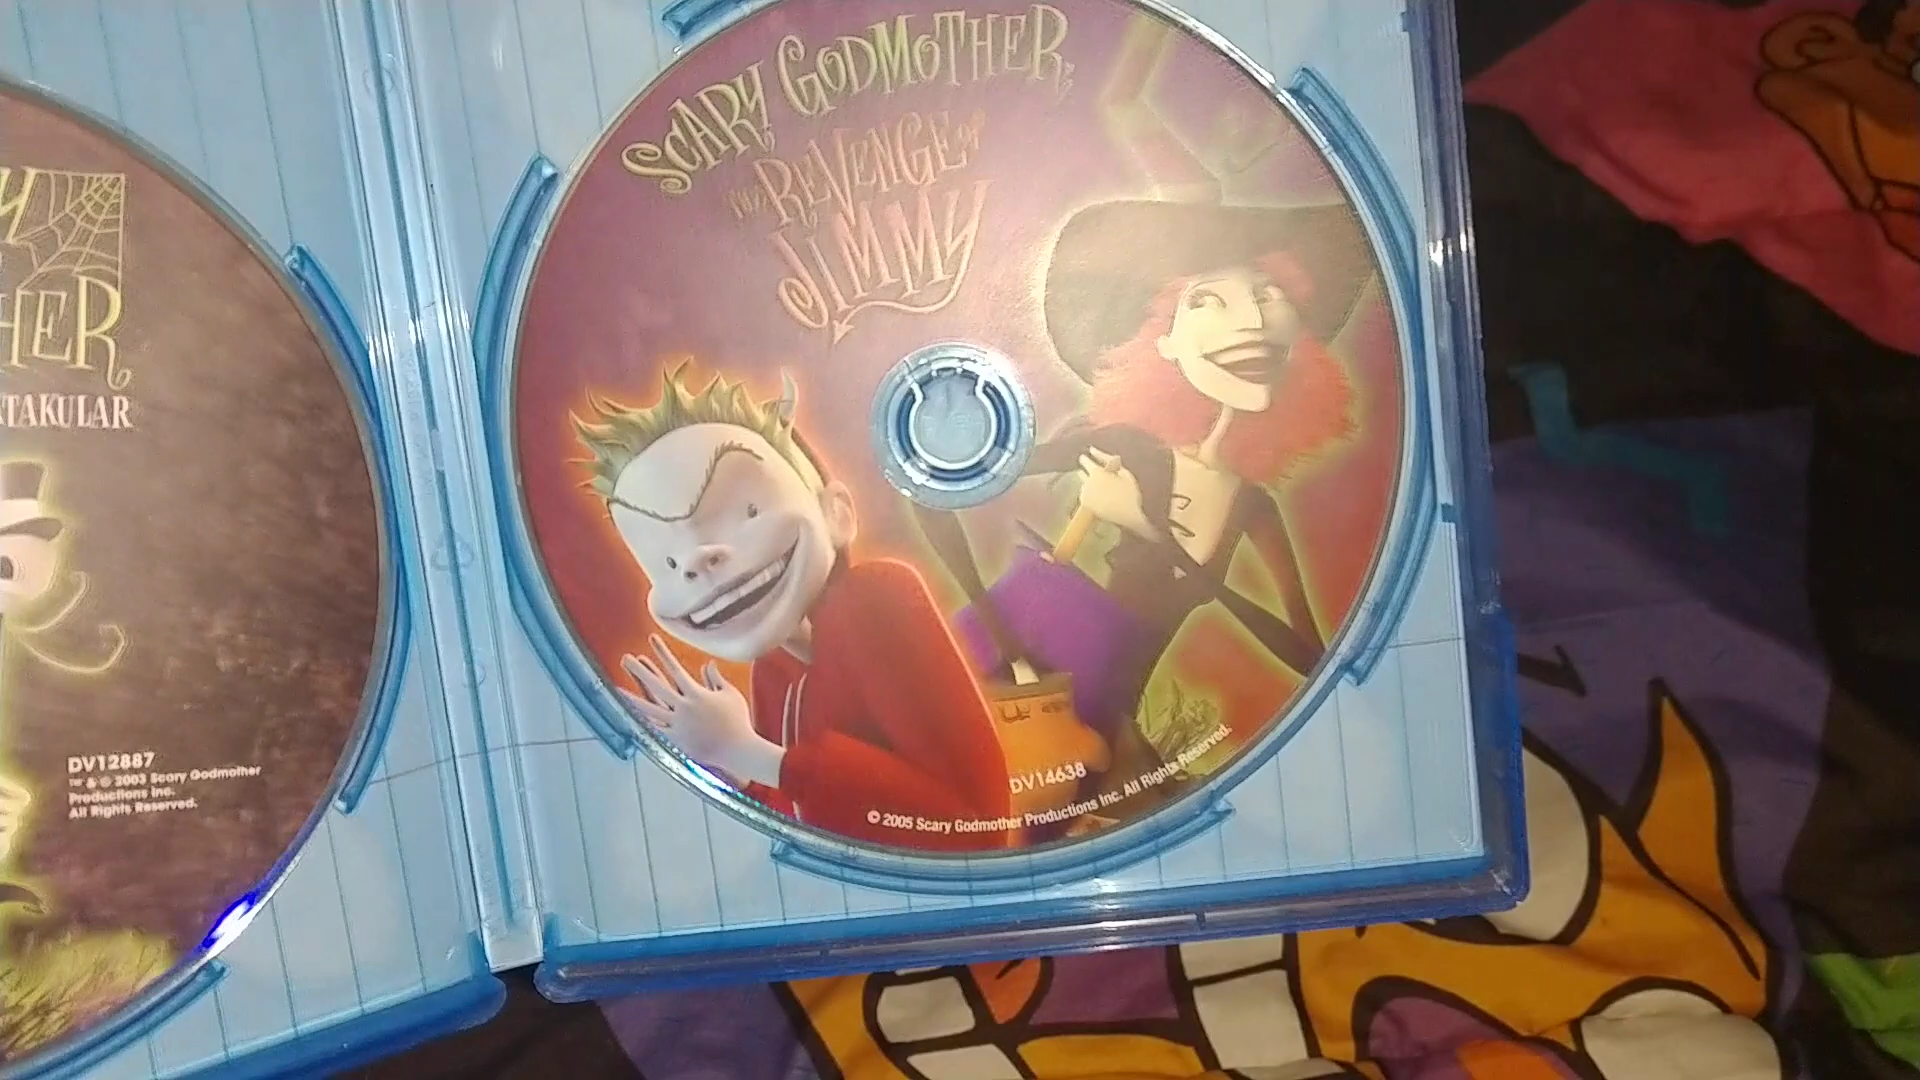 HER
TAKULAR
DV12887
™ & © 2003 Scary Godmother
Productions Inc.
All Rights Reserved.
SCARY GODMOTHER
THE REVENGE OF
JIMMY
DV14638
© 2005 Scary Godmother Productions Inc. All Rights Reserved.